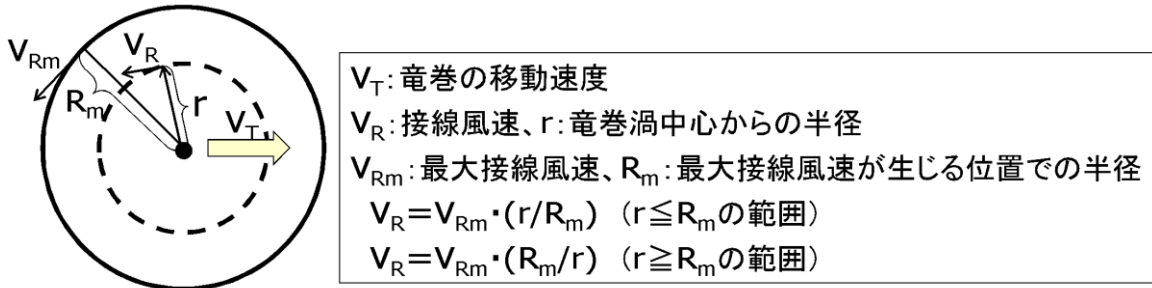 V_Rm
V_R
R_m
r
V_T
V_T:竜巻の移動速度
V_R:接線風速、r:竜巻渦中心からの半径
V_Rm:最大接線風速、R_m:最大接線風速が生じる位置での半径
V_R=V_Rm・(r/R_m) (r≦R_mの範囲)
V_R=V_Rm・(R_m/r) (r≧R_mの範囲)